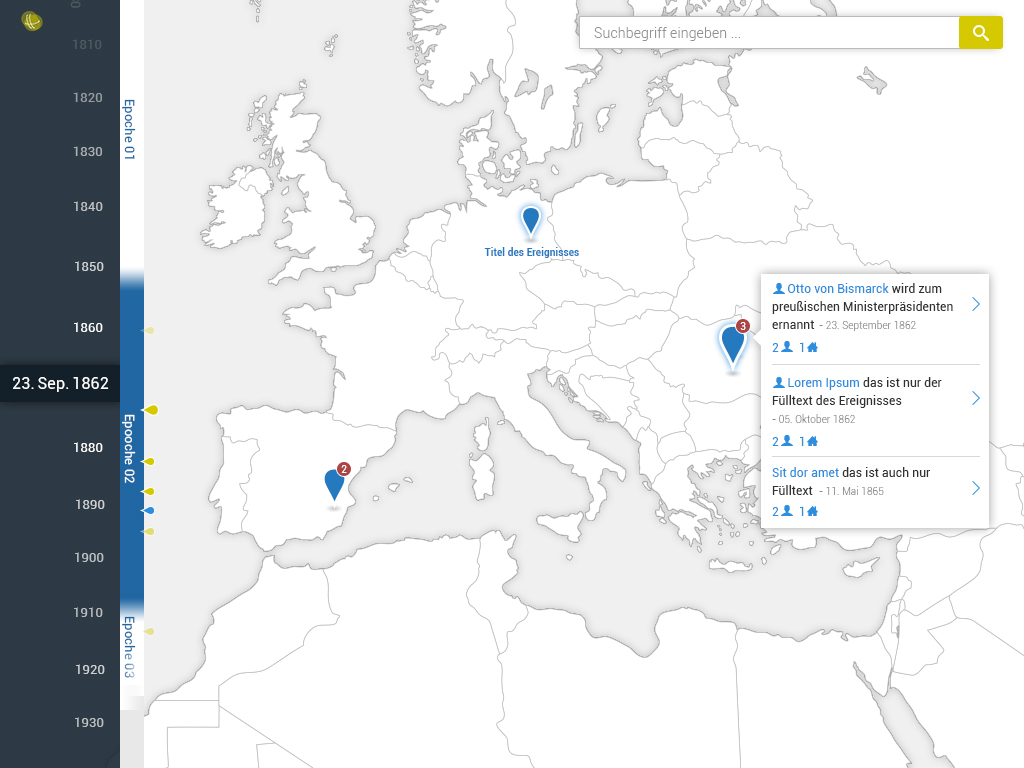 1810
1820
1830
1840
1850
1860
23. Sep. 1862
1880
1890
1900
1910
1920
1930
Epoche 01
Epooche 02
Epoche 03
Suchbegriff eingeben ...
Titel des Ereignisses
2
3
Otto von Bismarck wird zum
preußischen Ministerpräsidenten
ernannt - 23. September 1862
2 1
Lorem Ipsum das ist nur der
Fülltext des Ereignisses
- 05. Oktober 1862
2 1
Sit dor amet das ist auch nur
Fülltext - 11. Mai 1865
2 1